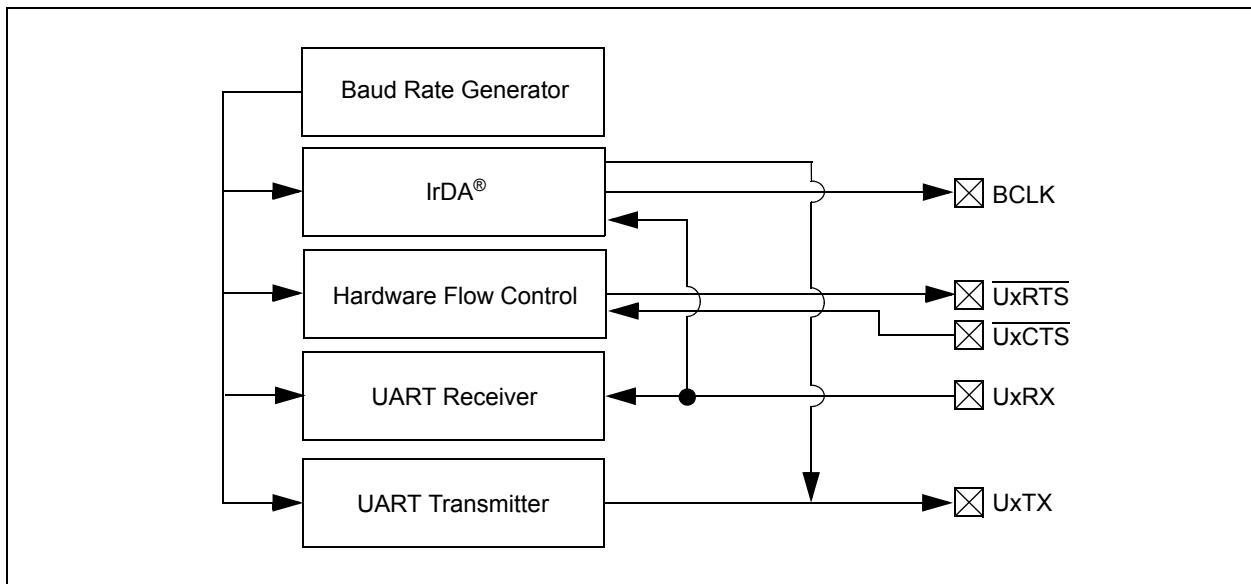 Baud Rate Generator
IrDA®
BCLK
Hardware Flow Control
UxRTS
UxCTS
UART Receiver
UxRX
UART Transmitter
UxTX